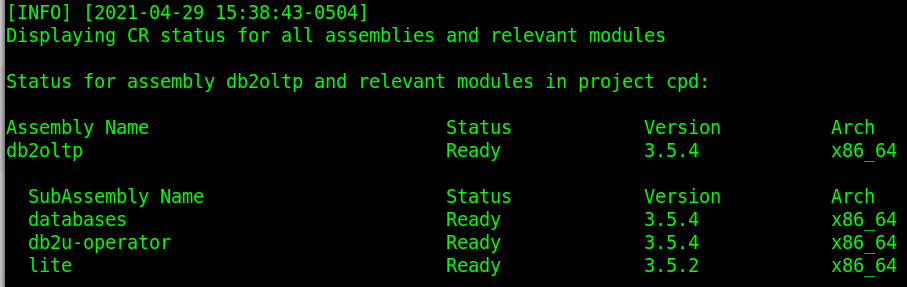 [INFO] [2021-04-29 15:38:43-0504]
Displaying CR status for all assemblies and relevant modules
Status for assembly db2oltp and relevant modules in project cpd:
Assembly Name Status Version Arch
db2oltp Ready 3.5.4 x86_64
SubAssembly Name Status Version Arch
databases Ready 3.5.4 x86_64
db2u-operator Ready 3.5.4 x86_64
lite Ready 3.5.2 x86_64